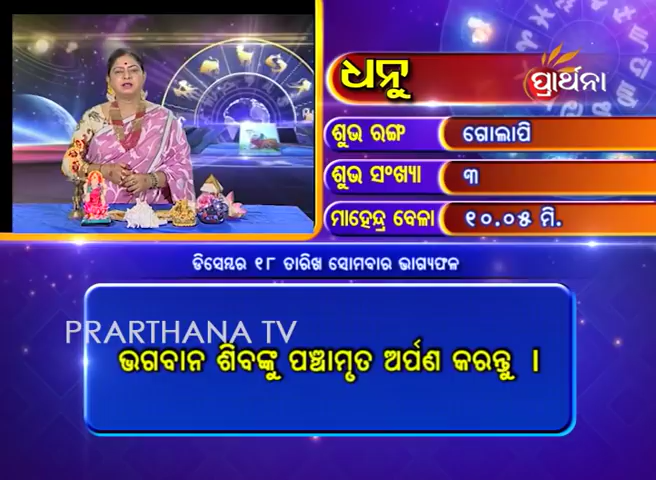 ଧନୁ
ପ୍ରାର୍ଥନା
ଶୁଭ ରଙ୍ଗ ଗୋଲାପି
ଶୁଭ ସଂଖ୍ୟା ୩
ମାହେନ୍ଦ୍ର ବେଳା ୧୦.୦୫ ମି.
ଡିସେମ୍ବର ୧୮ ତାରିଖ ସୋମବାର ଭାଗ୍ୟଫଳ
PRARTHANA TV
ଭଗବାନ ଶିବଙ୍କୁ ପଞ୍ଚାମୃତ ଅର୍ପଣ କରନ୍ତୁ ।